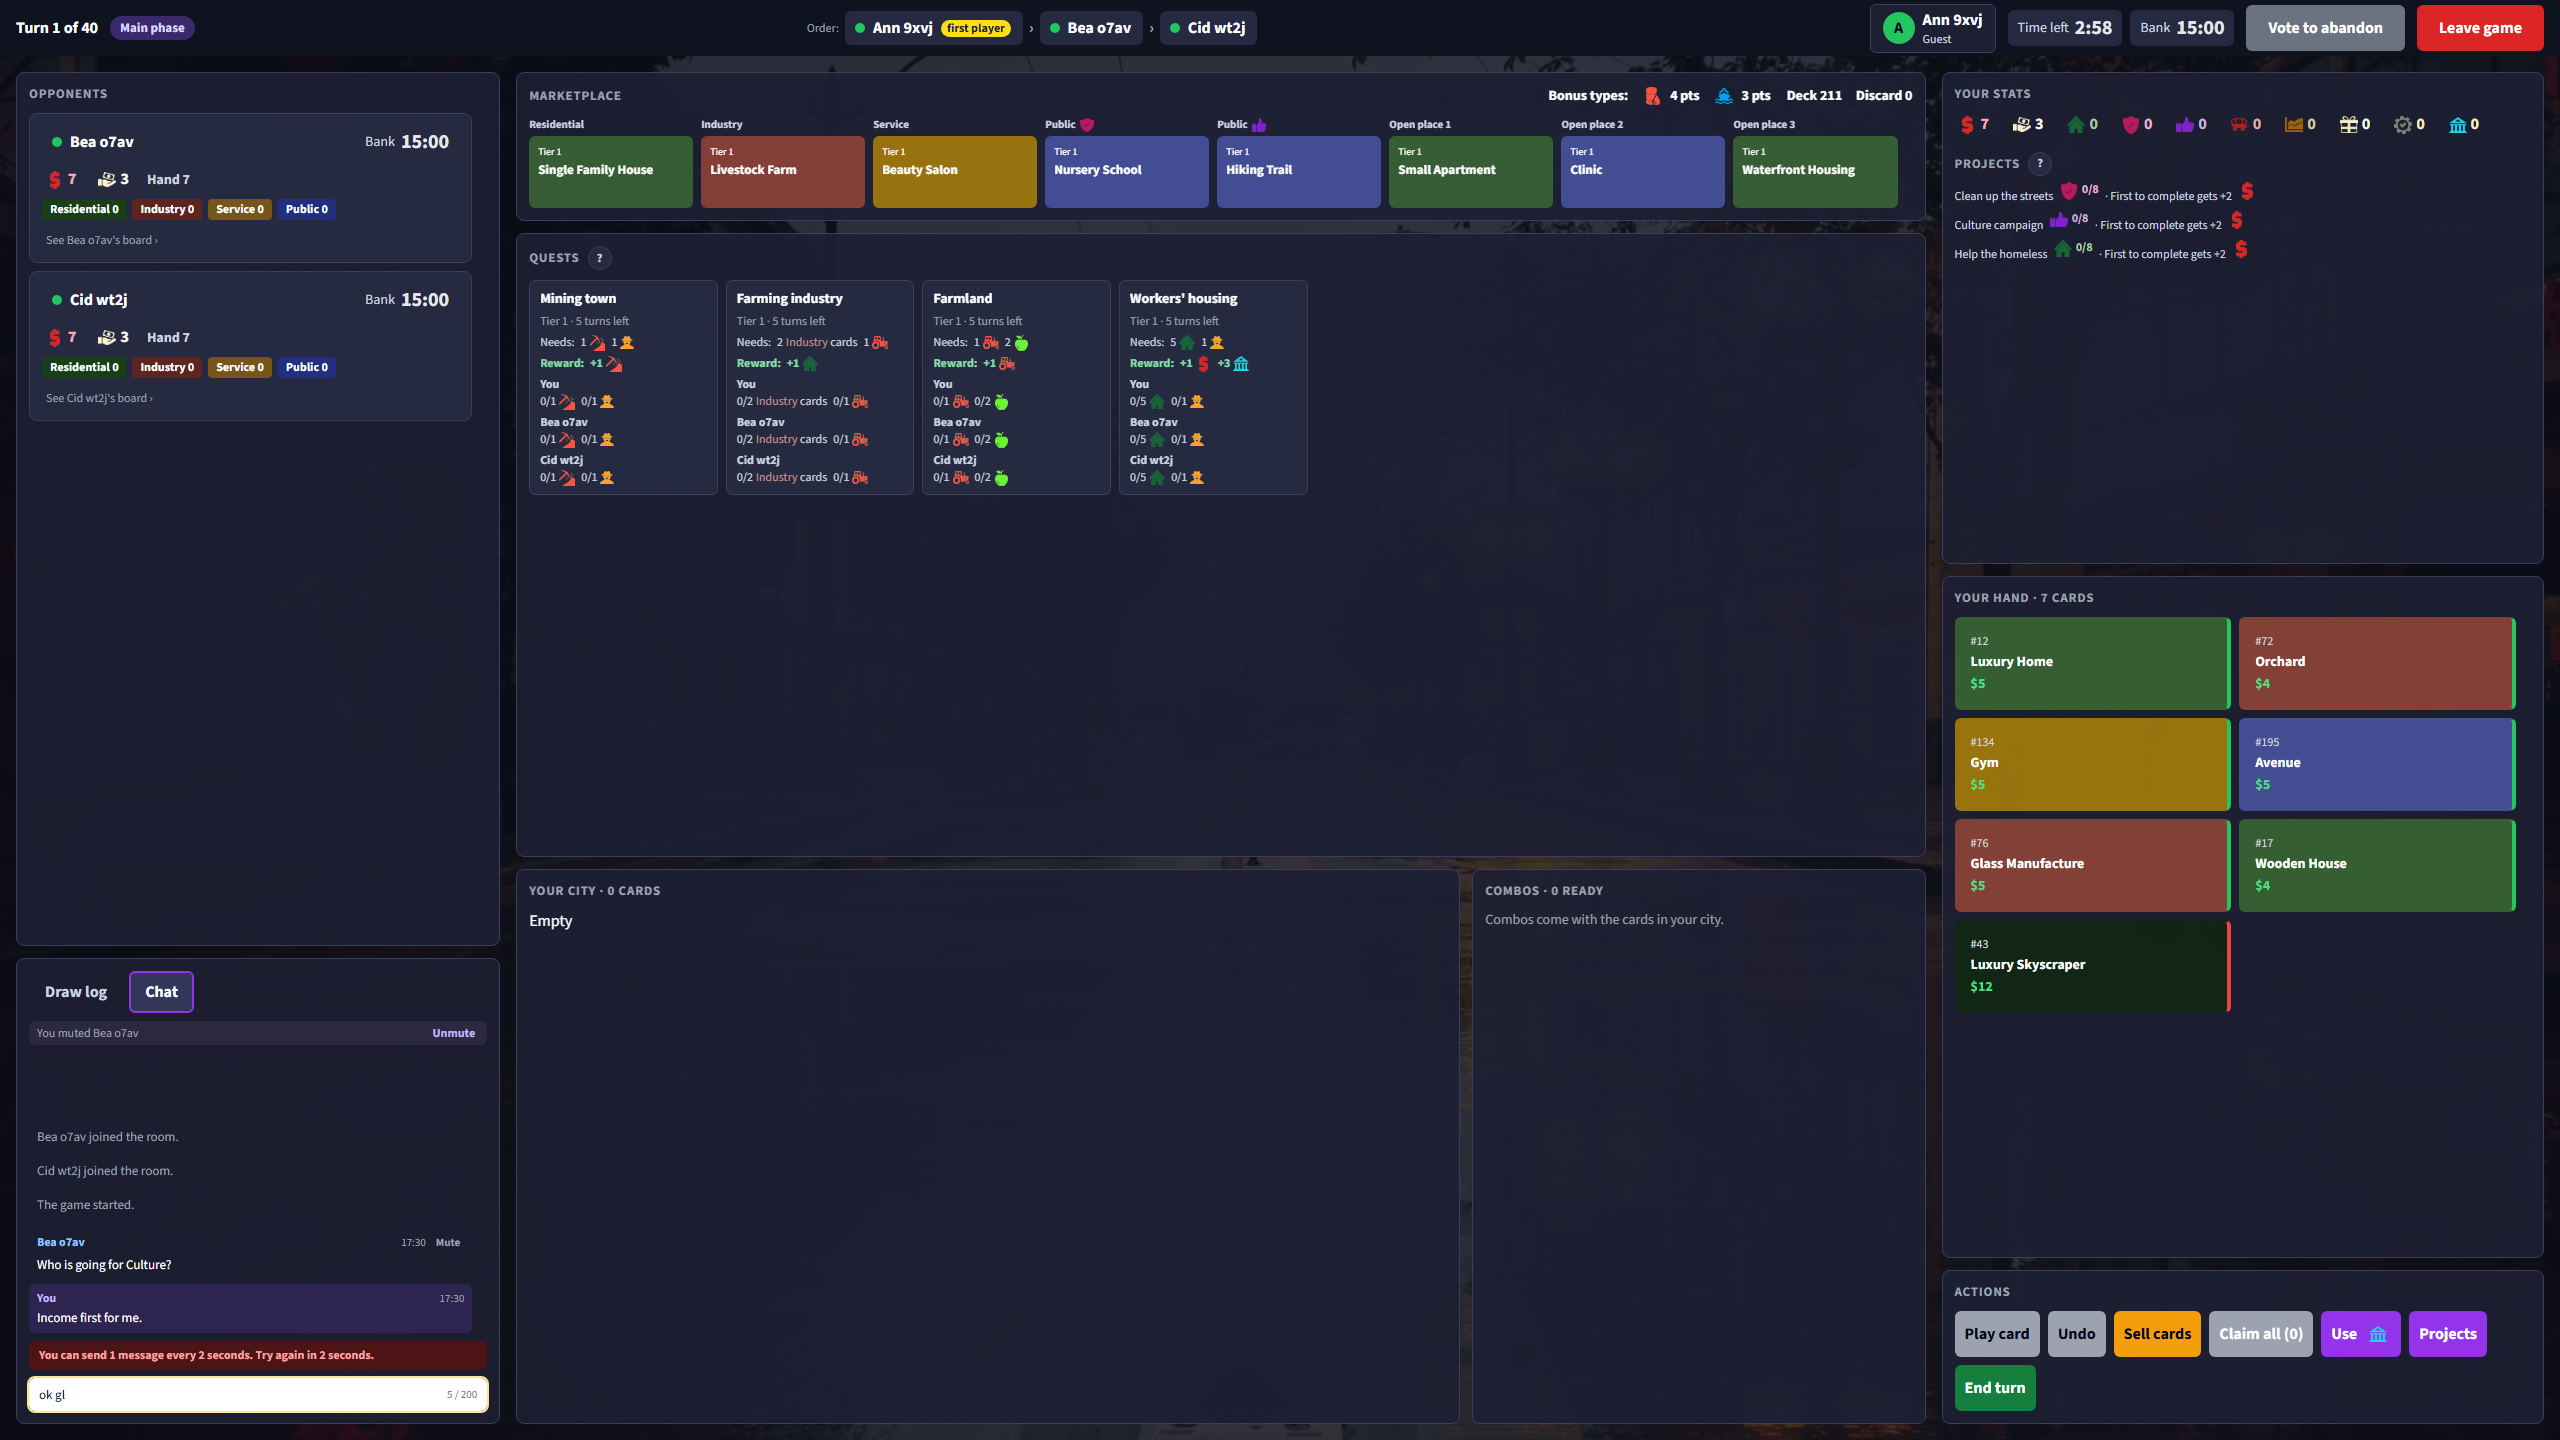 Turn 1 of 40 Main phase
Order: Ann 9xvj first player › Bea o7av › Cid wt2j
A Ann 9xvj Guest
Time left 2:58 Bank 15:00 Vote to abandon Leave game
OPPONENTS
Bea o7av Bank 15:00
7 3 Hand 7
Residential 0 Industry 0 Service 0 Public 0
See Bea o7av's board ›
Cid wt2j Bank 15:00
7 3 Hand 7
Residential 0 Industry 0 Service 0 Public 0
See Cid wt2j's board ›
Draw log Chat
You muted Bea o7av Unmute
Bea o7av joined the room.
Cid wt2j joined the room.
The game started.
Bea o7av 17:30 Mute
Who is going for Culture?
You 17:30
Income first for me.
You can send 1 message every 2 seconds. Try again in 2 seconds.
ok gl 5 / 200
MARKETPLACE Bonus types: 4 pts 3 pts Deck 211 Discard 0
Residential Industry Service Public Public Open place 1 Open place 2 Open place 3
Tier 1 Tier 1 Tier 1 Tier 1 Tier 1 Tier 1 Tier 1 Tier 1
Single Family House Livestock Farm Beauty Salon Nursery School Hiking Trail Small Apartment Clinic Waterfront Housing
QUESTS ?
Mining town
Tier 1 · 5 turns left
Needs: 1 1
Reward: +1
You
0/1 0/1
Bea o7av
0/1 0/1
Cid wt2j
0/1 0/1
Farming industry
Tier 1 · 5 turns left
Needs: 2 Industry cards 1
Reward: +1
You
0/2 Industry cards 0/1
Bea o7av
0/2 Industry cards 0/1
Cid wt2j
0/2 Industry cards 0/1
Farmland
Tier 1 · 5 turns left
Needs: 1 2
Reward: +1
You
0/1 0/2
Bea o7av
0/1 0/2
Cid wt2j
0/1 0/2
Workers' housing
Tier 1 · 5 turns left
Needs: 5 1
Reward: +1 $ +3
You
0/5 0/1
Bea o7av
0/5 0/1
Cid wt2j
0/5 0/1
YOUR CITY · 0 CARDS
Empty
COMBOS · 0 READY
Combos come with the cards in your city.
YOUR STATS
$ 7 3 0 0 0 0 0 0 0 0
PROJECTS ?
Clean up the streets 0/8 · First to complete gets +2 $
Culture campaign 0/8 · First to complete gets +2 $
Help the homeless 0/8 · First to complete gets +2 $
YOUR HAND · 7 CARDS
#12
Luxury Home
$5
#72
Orchard
$4
#134
Gym
$5
#195
Avenue
$5
#76
Glass Manufacture
$5
#17
Wooden House
$4
#43
Luxury Skyscraper
$12
ACTIONS
Play card Undo Sell cards Claim all (0) Use Projects
End turn